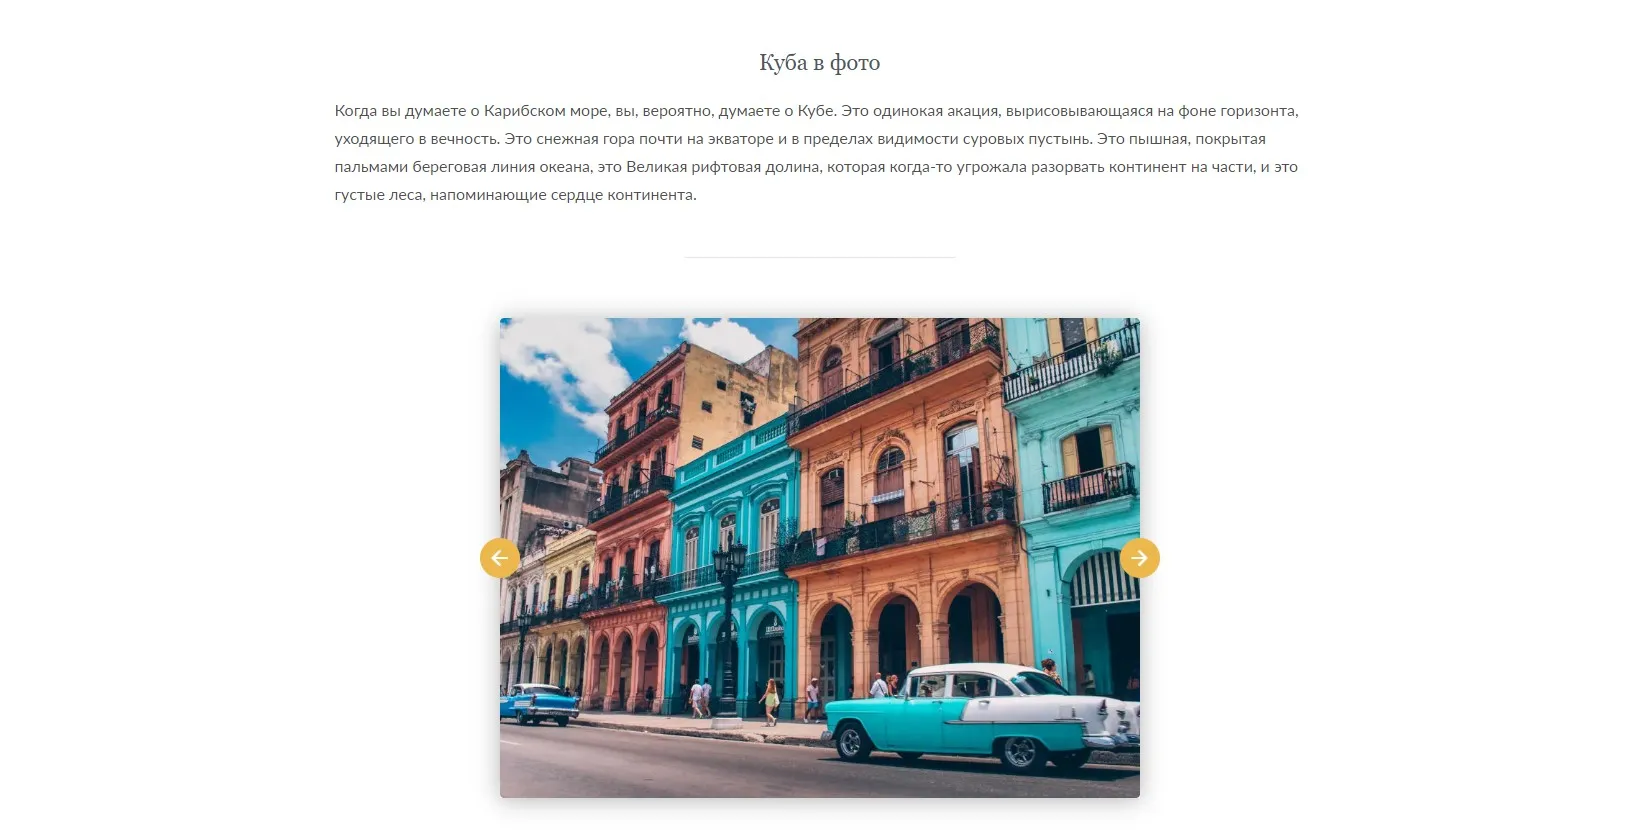 Куба в фото
Когда вы думаете о Карибском море, вы, вероятно, думаете о Кубе. Это одинокая акация, вырисовывающаяся на фоне горизонта,
уходящего в вечность. Это снежная гора почти на экваторе и в пределах видимости суровых пустынь. Это пышная, покрытая
пальмами береговая линия океана, это Великая рифтовая долина, которая когда-то угрожала разорвать континент на части, и это
густые леса, напоминающие сердце континента.